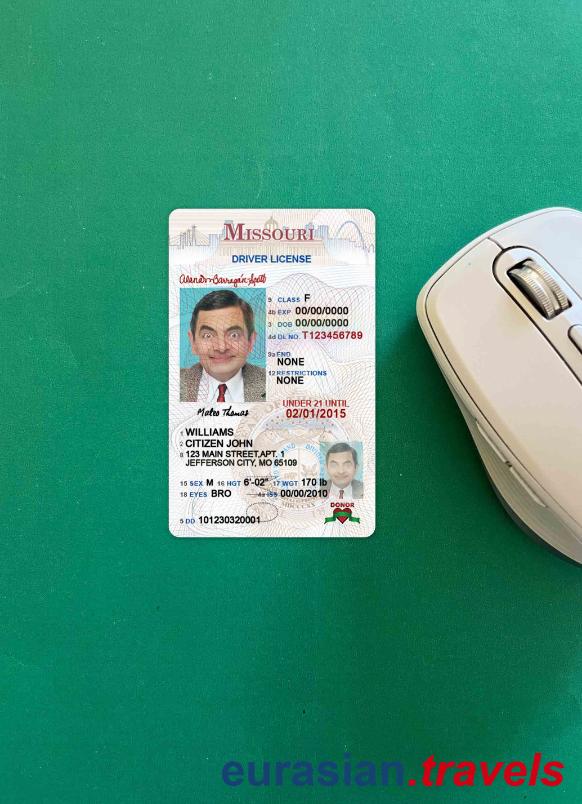 MISSOURI
DRIVER LICENSE
9 CLASS F
4b EXP 00/00/0000
3 DOB 00/00/0000
4d DL NO. T123456789
9a END
NONE
12 RESTRICTIONS
NONE
UNDER 21 UNTIL
02/01/2015
Mateo Thomas
1 WILLIAMS
2 CITIZEN JOHN
8 123 MAIN STREET,APT. 1
JEFFERSON CITY, MO 65109
15 SEX M 16 HGT 6'-02" 17 WGT 170 lb
18 EYES BRO 4a ISS 00/00/2010
DONOR
5 DD 101230320001
eurasian.travels